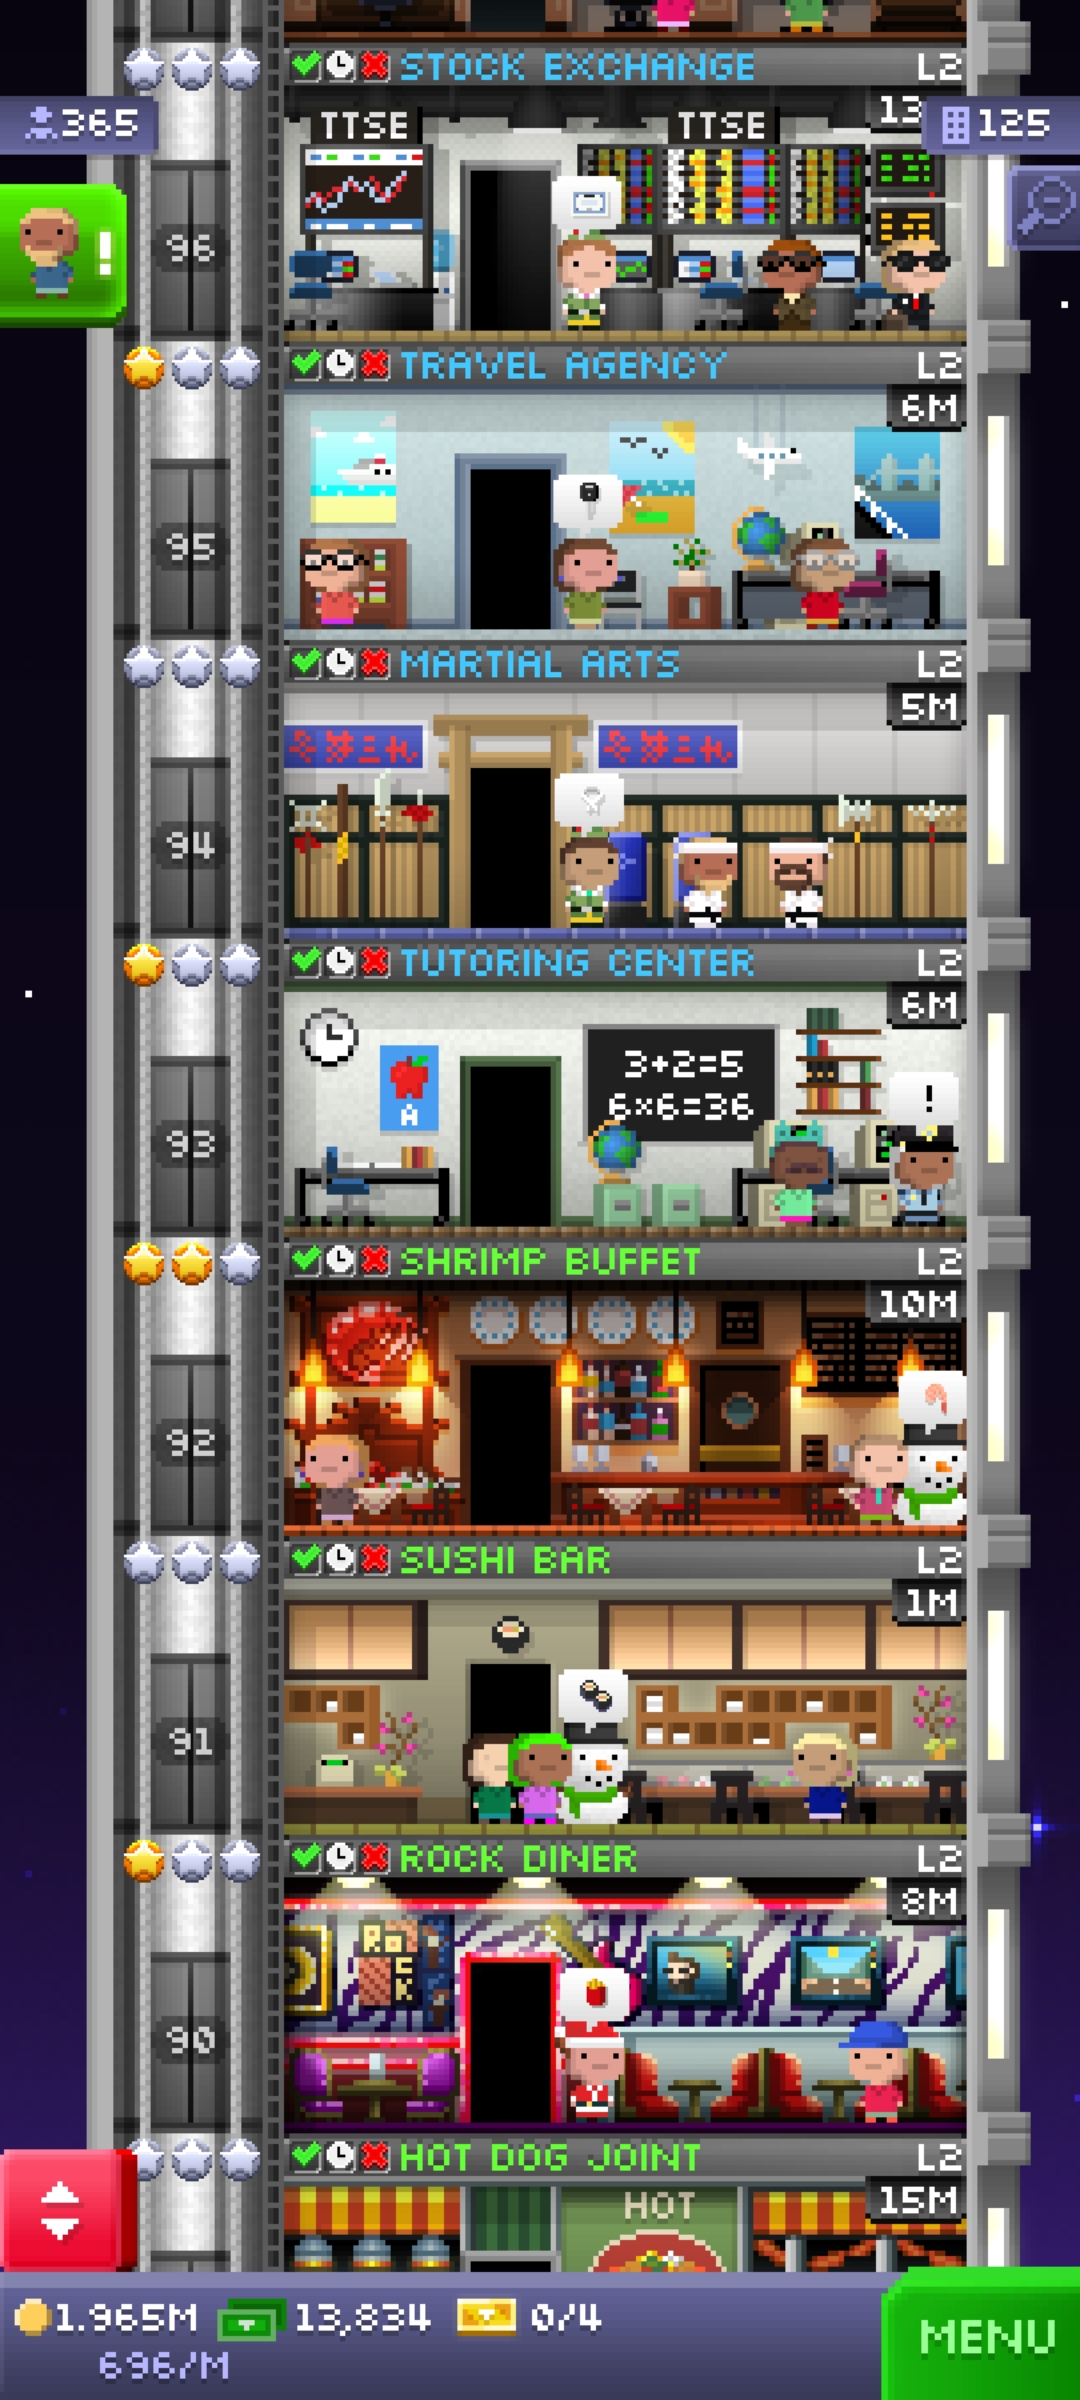 STOCK EXCHANGE L2
13
365
125
TTSE TTSE
96
!
TRAVEL AGENCY L2
6M
95
MARTIAL ARTS L2
5M
94
TUTORING CENTER L2
6M
3+2=5
6×6=36
A
!
93
SHRIMP BUFFET L2
10M
92
SUSHI BAR L2
1M
91
ROCK DINER L2
8M
ROCK
90
HOT DOG JOINT L2
15M
HOT
1.965M 13,834 0/4
696/M
MENU